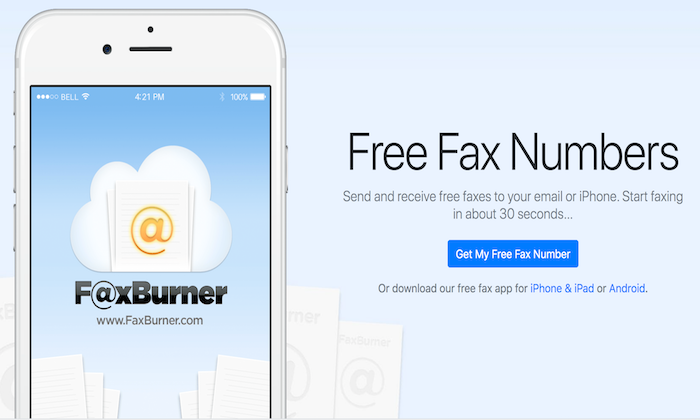 BELL 4:21 PM 100%
@
F@xBurner
www.FaxBurner.com
@
@
@
Free Fax Numbers
Send and receive free faxes to your email or iPhone. Start faxing
in about 30 seconds...
Get My Free Fax Number
Or download our free fax app for iPhone & iPad or Android.